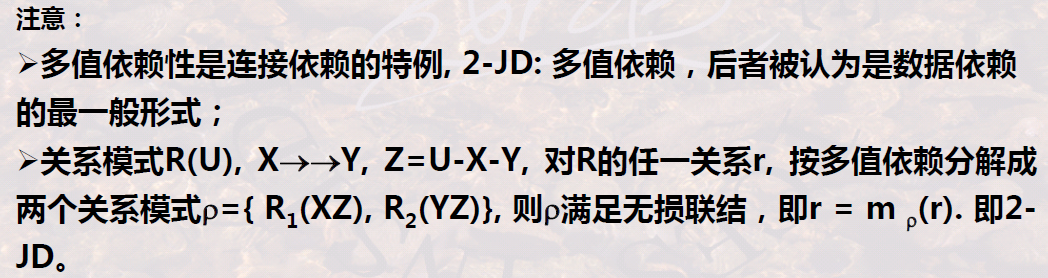 注意：
➢多值依赖性是连接依赖的特例, 2-JD: 多值依赖，后者被认为是数据依赖
的最一般形式；
➢关系模式R(U), X→→Y, Z=U-X-Y, 对R的任一关系r, 按多值依赖分解成
两个关系模式ρ={ R₁(XZ), R₂(YZ)}, 则ρ满足无损联结，即r = m ᵨ(r). 即2-
JD。